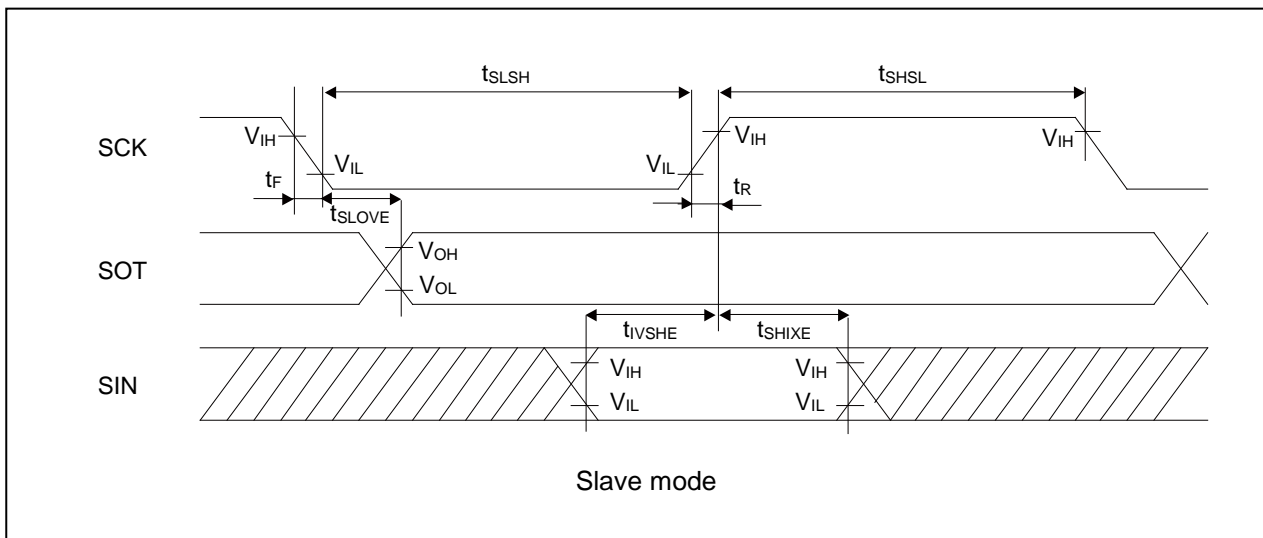 tSLSH
tSHSL
SCK
VIH
VIL
VIL
VIH
VIH
tF
tSLOVE
tR
SOT
VOH
VOL
tIVSHE
tSHIXE
SIN
VIH
VIL
VIH
VIL
Slave mode